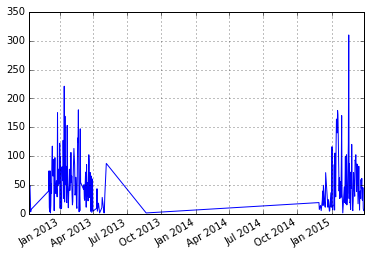 350
300
250
200
150
100
50
0
Jan 2013
Apr 2013
Jul 2013
Oct 2013
Jan 2014
Apr 2014
Jul 2014
Oct 2014
Jan 2015